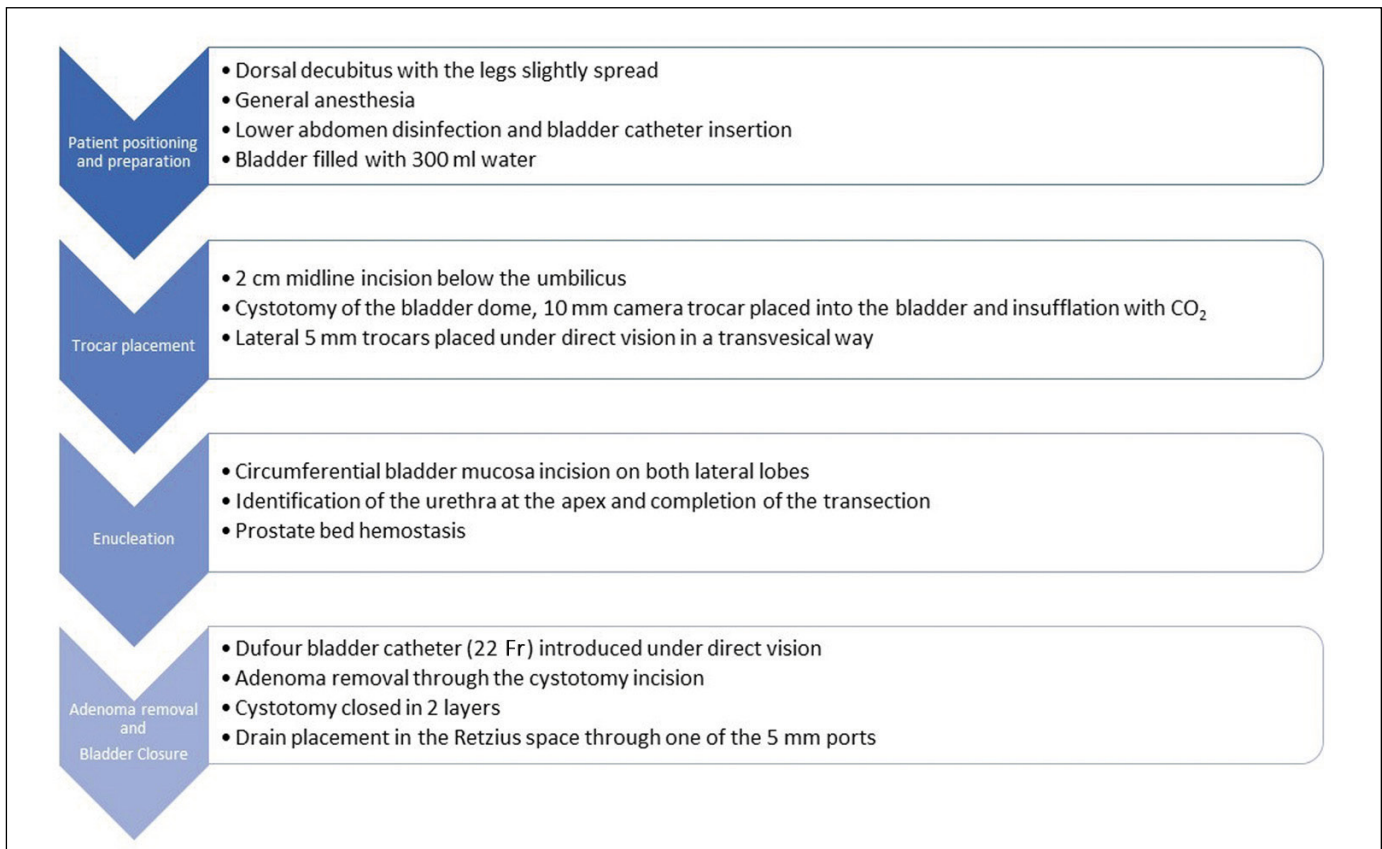 Patient positioning
and preparation
• Dorsal decubitus with the legs slightly spread
• General anesthesia
• Lower abdomen disinfection and bladder catheter insertion
• Bladder filled with 300 ml water
Trocar placement
• 2 cm midline incision below the umbilicus
• Cystotomy of the bladder dome, 10 mm camera trocar placed into the bladder and insufflation with CO₂
• Lateral 5 mm trocars placed under direct vision in a transvesical way
Enucleation
• Circumferential bladder mucosa incision on both lateral lobes
• Identification of the urethra at the apex and completion of the transection
• Prostate bed hemostasis
Adenoma removal
and
Bladder Closure
• Dufour bladder catheter (22 Fr) introduced under direct vision
• Adenoma removal through the cystotomy incision
• Cystotomy closed in 2 layers
• Drain placement in the Retzius space through one of the 5 mm ports